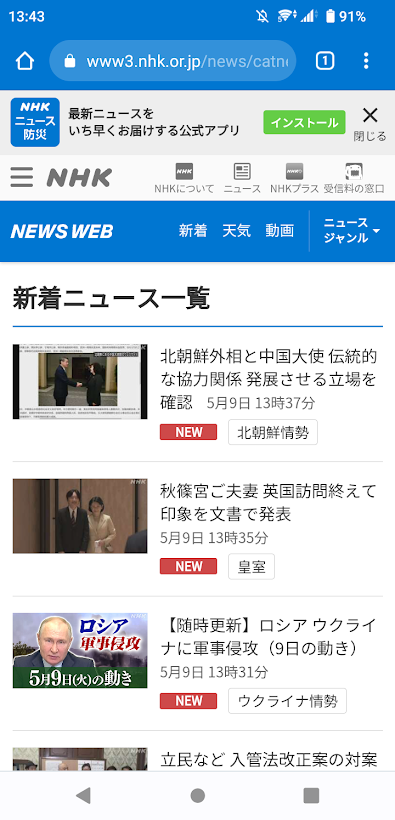 13:43
91%
www3.nhk.or.jp/news/catne
1
NHK
ニュース
防災
最新ニュースを
いち早くお届けする公式アプリ
インストール
閉じる
NHK
NHKについて
ニュース
NHKプラス
受信料の窓口
NEWS WEB
新着
天気
動画
ニュース
ジャンル
新着ニュース一覧
北朝鮮外相と中国大使 伝統的
な協力関係 発展させる立場を
確認 5月9日 13時37分
NEW
北朝鮮情勢
NHK
秋篠宮ご夫妻 英国訪問終えて
印象を文書で発表
5月9日 13時35分
NEW
皇室
NHK
ロシア
軍事侵攻
5月9日(火)の動き
【随時更新】ロシア ウクライ
ナに軍事侵攻（9日の動き）
5月9日 13時31分
NEW
ウクライナ情勢
NHK
立民など 入管法改正案の対案